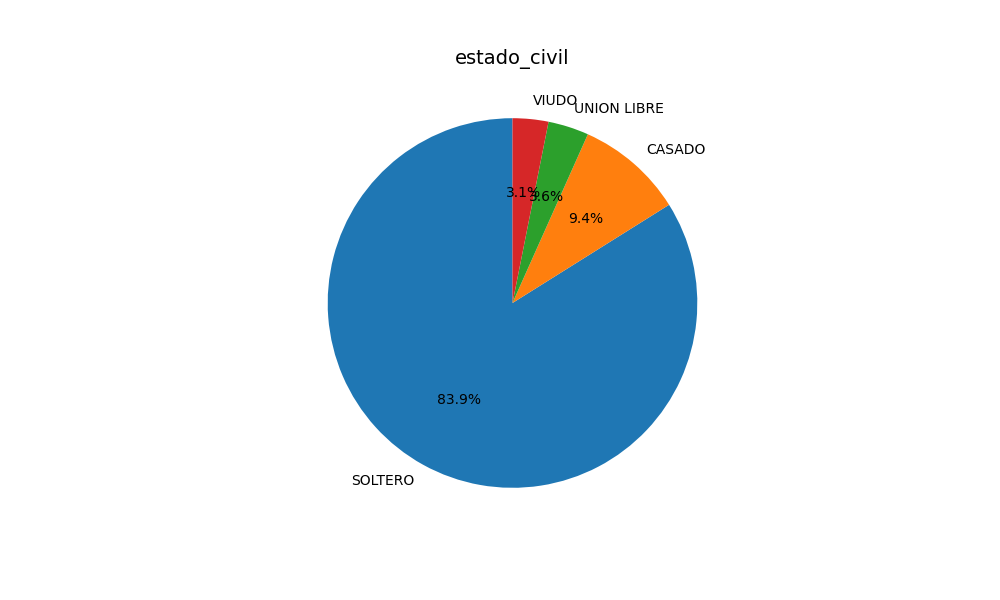 estado_civil
VIUDO
UNION LIBRE
CASADO
3.1%
3.6%
9.4%
83.9%
SOLTERO